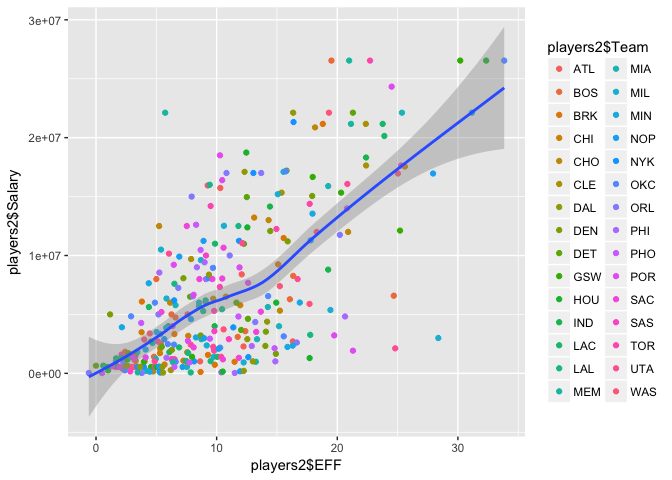 3e+07
2e+07
1e+07
0e+00
players2$Salary
0
10
20
30
players2$EFF
players2$Team
ATL
BOS
BRK
CHI
CHO
CLE
DAL
DEN
DET
GSW
HOU
IND
LAC
LAL
MEM
MIA
MIL
MIN
NOP
NYK
OKC
ORL
PHI
PHO
POR
SAC
SAS
TOR
UTA
WAS